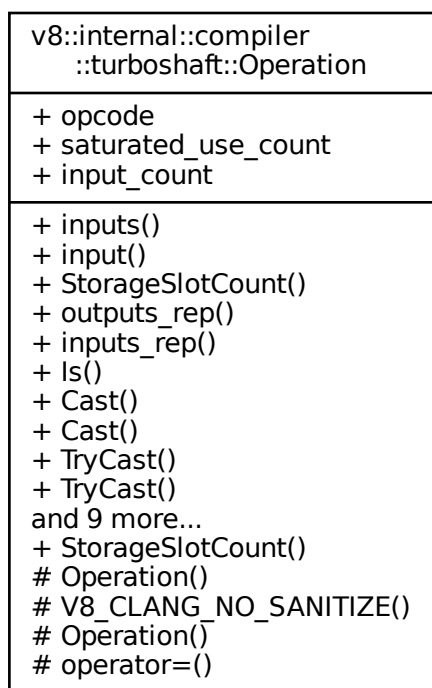 v8::internal::compiler
::turboshaft::Operation
+ opcode
+ saturated_use_count
+ input_count
+ inputs()
+ input()
+ StorageSlotCount()
+ outputs_rep()
+ inputs_rep()
+ Is()
+ Cast()
+ Cast()
+ TryCast()
+ TryCast()
and 9 more...
+ StorageSlotCount()
# Operation()
# V8_CLANG_NO_SANITIZE()
# Operation()
# operator=()